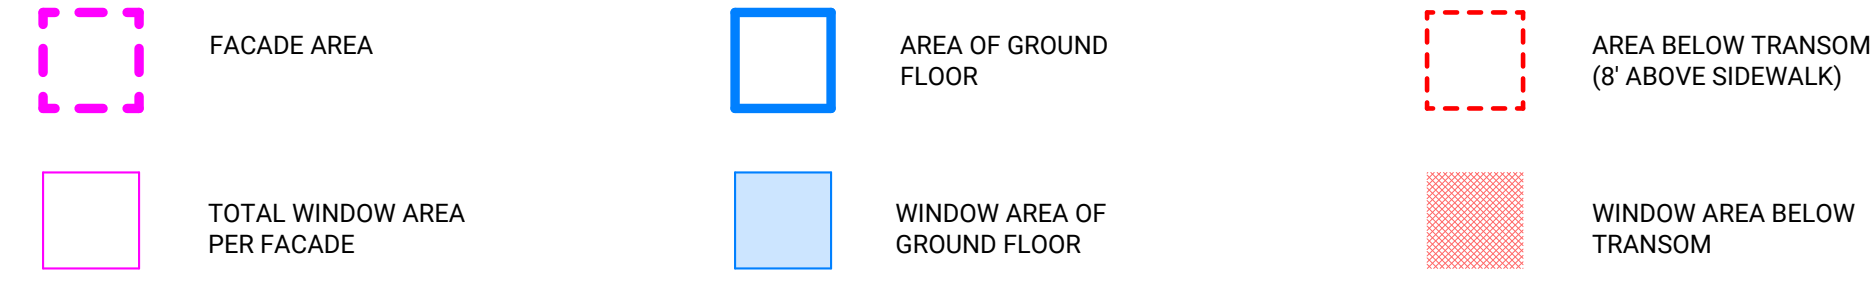 FACADE AREA
AREA OF GROUND
FLOOR
AREA BELOW TRANSOM
(8' ABOVE SIDEWALK)
TOTAL WINDOW AREA
PER FACADE
WINDOW AREA OF
GROUND FLOOR
WINDOW AREA BELOW
TRANSOM